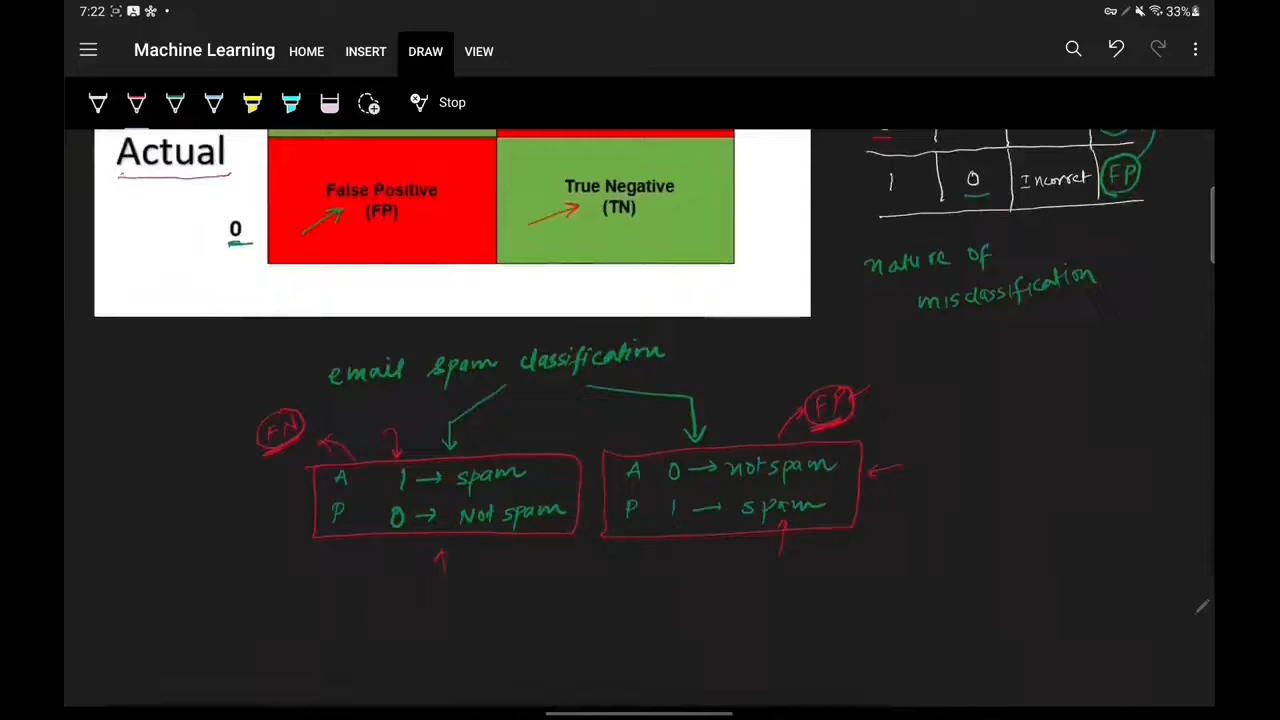 7:22
33%
Machine Learning HOME INSERT DRAW VIEW
Stop
Actual
0
False Positive
(FP)
True Negative
(TN)
1 0 Incorrect FP
nature of
misclassification
email spam classification
FN
A 1 → spam
P 0 → Not spam
FP
A 0 → not spam
P 1 → spam